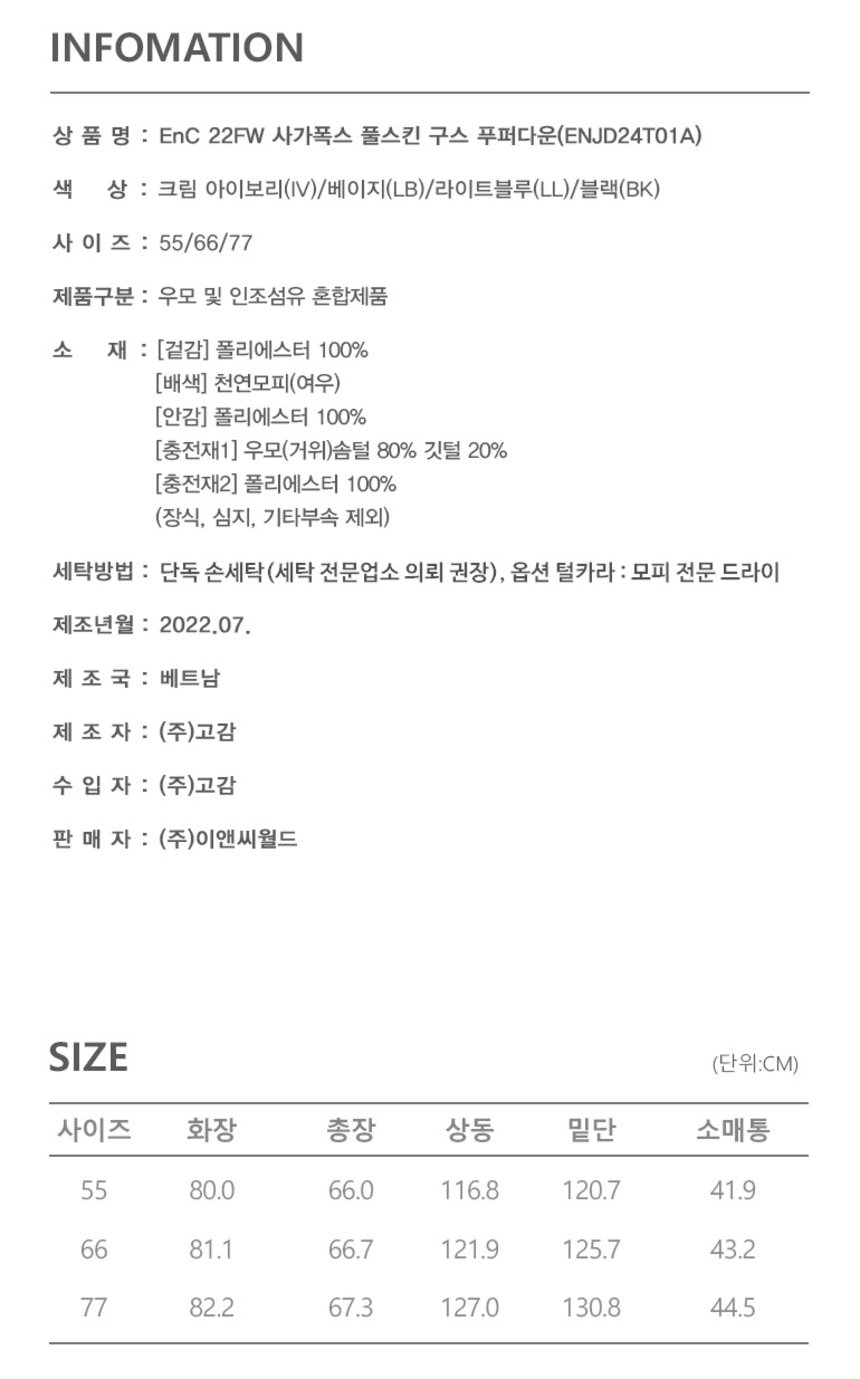 INFOMATION
상 품 명 : EnC 22FW 사가폭스 풀스킨 구스 푸퍼다운(ENJD24T01A)
색 상 : 크림 아이보리(IV)/베이지(LB)/라이트블루(LL)/블랙(BK)
사 이 즈 : 55/66/77
제품구분 : 우모 및 인조섬유 혼합제품
소 재 : [겉감] 폴리에스터 100%
[배색] 천연모피(여우)
[안감] 폴리에스터 100%
[충전재1] 우모(거위)솜털 80% 깃털 20%
[충전재2] 폴리에스터 100%
(장식, 심지, 기타부속 제외)
세탁방법 : 단독 손세탁(세탁 전문업소 의뢰 권장), 옵션 털카라 : 모피 전문 드라이
제조년월 : 2022.07.
제 조 국 : 베트남
제 조 자 : (주)고감
수 입 자 : (주)고감
판 매 자 : (주)이앤씨월드
SIZE (단위:CM)
사이즈 화장 총장 상동 밑단 소매통
55 80.0 66.0 116.8 120.7 41.9
66 81.1 66.7 121.9 125.7 43.2
77 82.2 67.3 127.0 130.8 44.5